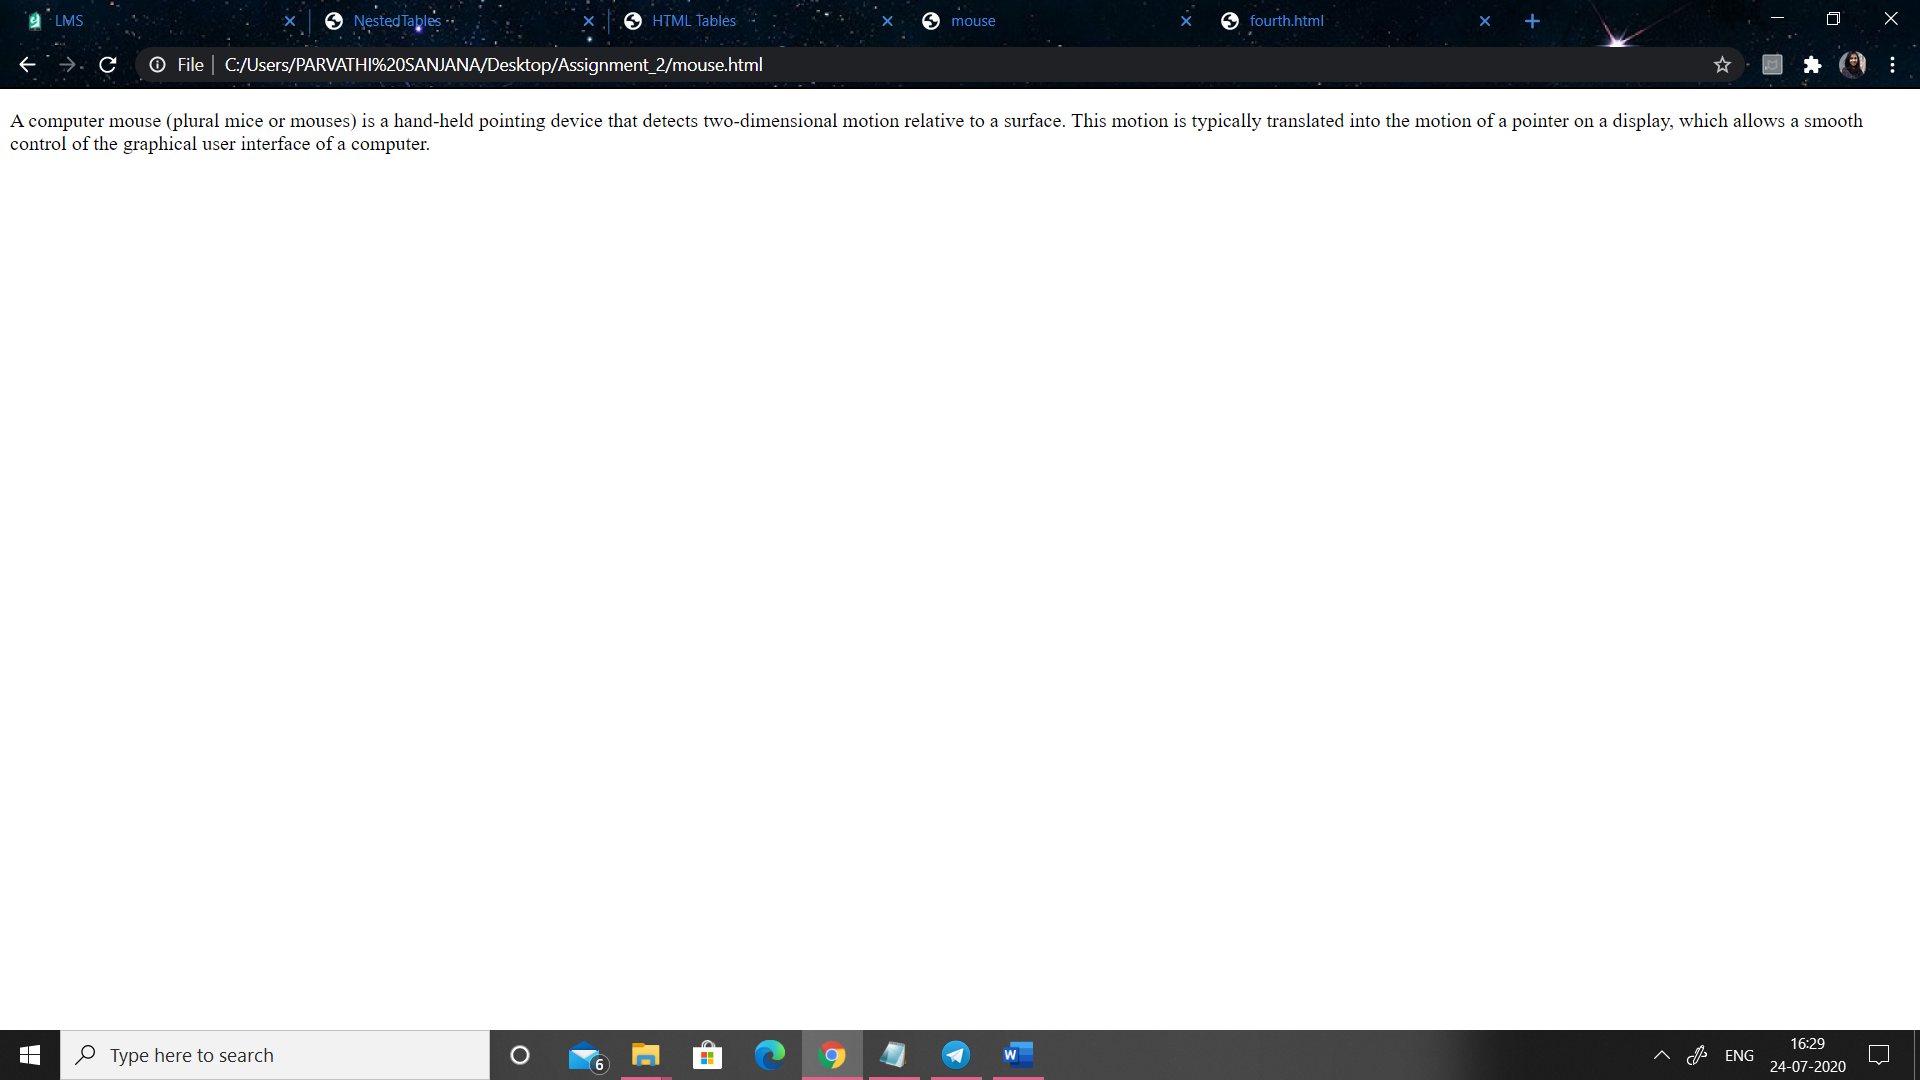 LMS
NestedTables
HTML Tables
mouse
fourth.html
File
C:/Users/PARVATHI%20SANJANA/Desktop/Assignment_2/mouse.html
A computer mouse (plural mice or mouses) is a hand-held pointing device that detects two-dimensional motion relative to a surface. This motion is typically translated into the motion of a pointer on a display, which allows a smooth
control of the graphical user interface of a computer.
Type here to search
6
W
ENG
16:29
24-07-2020